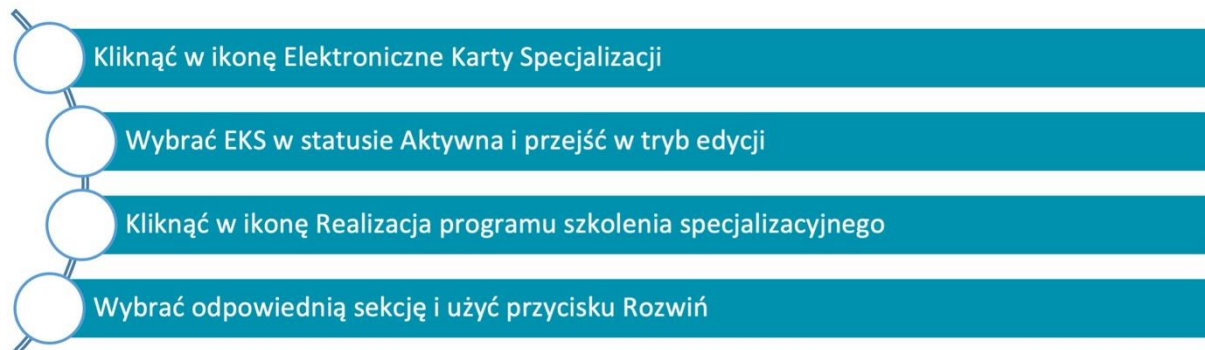 Kliknąć w ikonę Elektroniczne Karty Specjalizacji
Wybrać EKS w statusie Aktywna i przejść w tryb edycji
Kliknąć w ikonę Realizacja programu szkolenia specjalizacyjnego
Wybrać odpowiednią sekcję i użyć przycisku Rozwiń